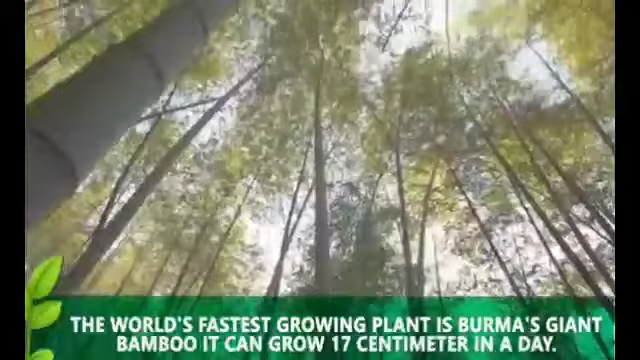 THE WORLD'S FASTEST GROWING PLANT IS BURMA'S GIANT
BAMBOO IT CAN GROW 17 CENTIMETER IN A DAY.